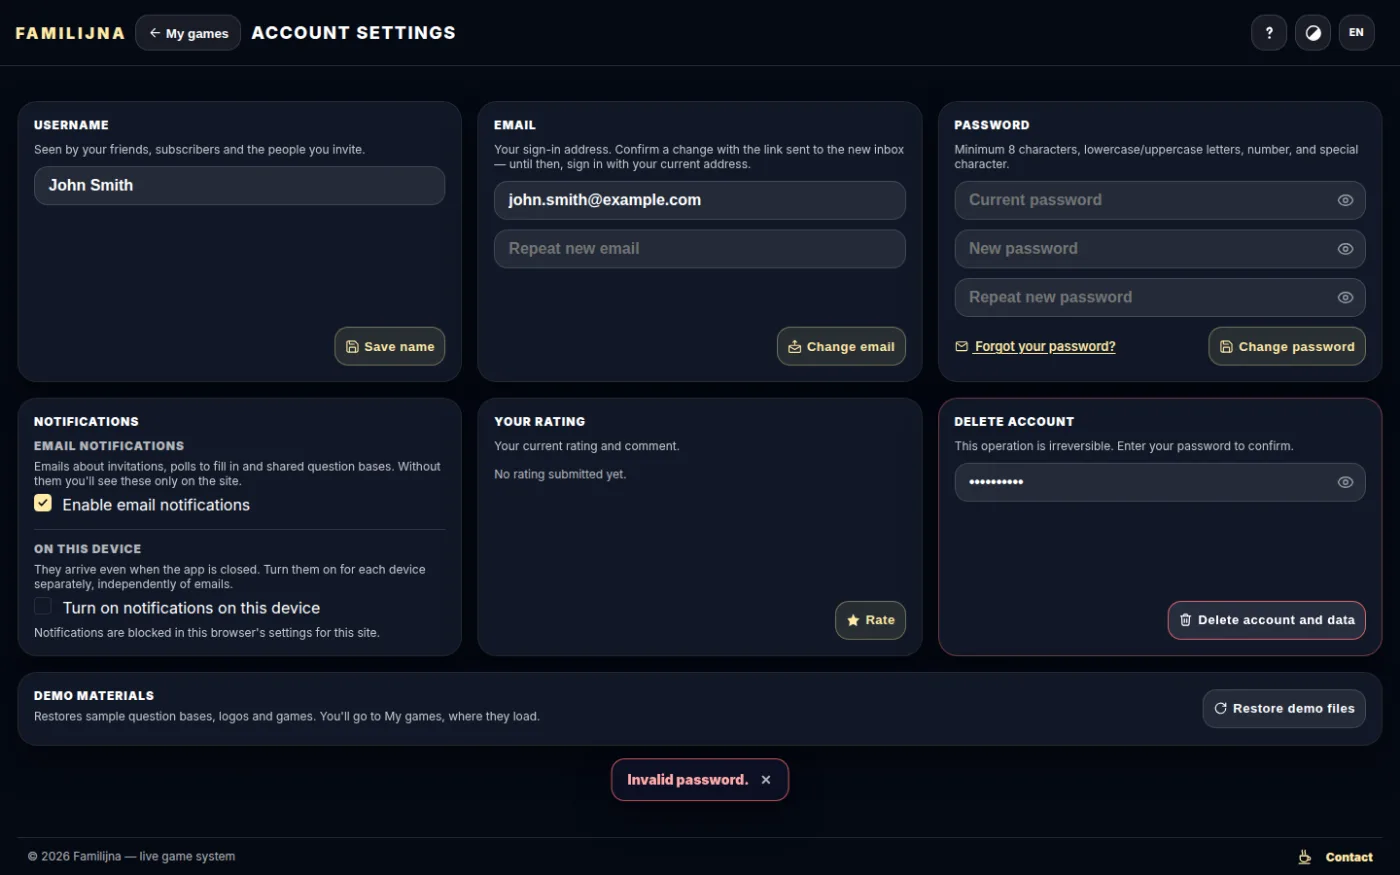 FAMILIJNA
My games
ACCOUNT SETTINGS
?
EN
USERNAME
Seen by your friends, subscribers and the people you invite.
John Smith
Save name
EMAIL
Your sign-in address. Confirm a change with the link sent to the new inbox
— until then, sign in with your current address.
john.smith@example.com
Repeat new email
Change email
PASSWORD
Minimum 8 characters, lowercase/uppercase letters, number, and special
character.
Current password
New password
Repeat new password
Forgot your password?
Change password
NOTIFICATIONS
EMAIL NOTIFICATIONS
Emails about invitations, polls to fill in and shared question bases. Without
them you'll see these only on the site.
Enable email notifications
ON THIS DEVICE
They arrive even when the app is closed. Turn them on for each device
separately, independently of emails.
Turn on notifications on this device
Notifications are blocked in this browser's settings for this site.
YOUR RATING
Your current rating and comment.
No rating submitted yet.
Rate
DELETE ACCOUNT
This operation is irreversible. Enter your password to confirm.
••••••••••
Delete account and data
DEMO MATERIALS
Restores sample question bases, logos and games. You'll go to My games, where they load.
Restore demo files
Invalid password.
© 2026 Familijna — live game system
Contact